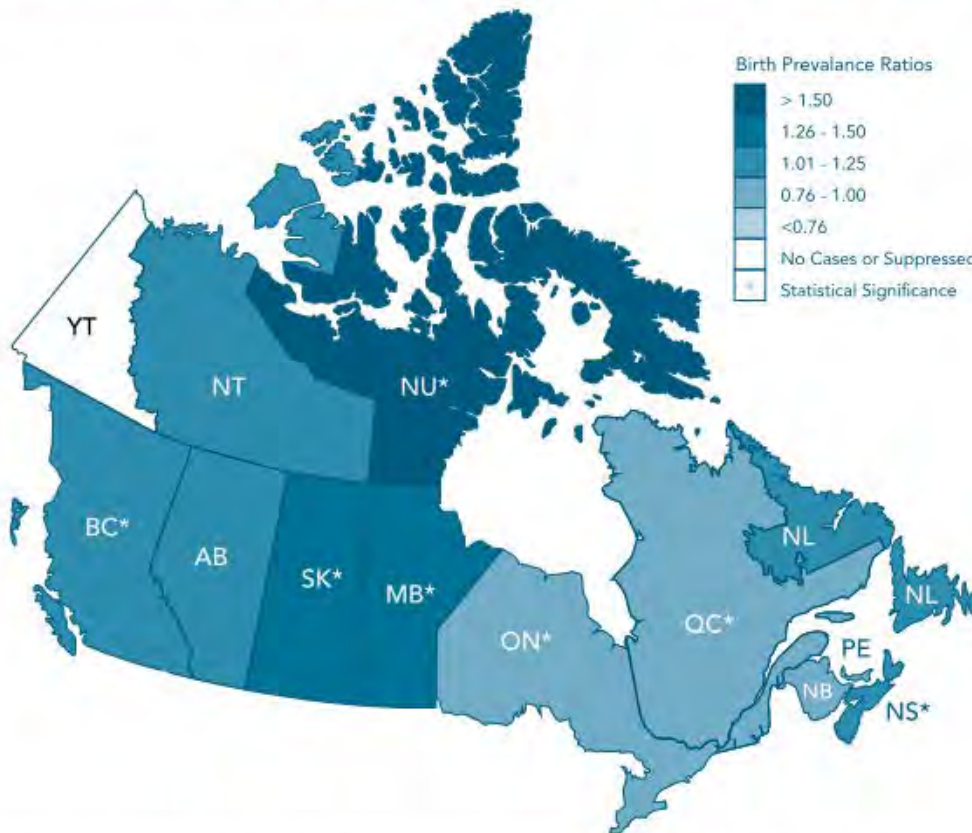 Birth Prevalance Ratios
> 1.50
1.26 - 1.50
1.01 - 1.25
0.76 - 1.00
<0.76
No Cases or Suppressed
* Statistical Significance
YT
NT
NU*
BC*
AB
SK*
MB*
ON*
QC*
NL
NL
PE
NB
NS*